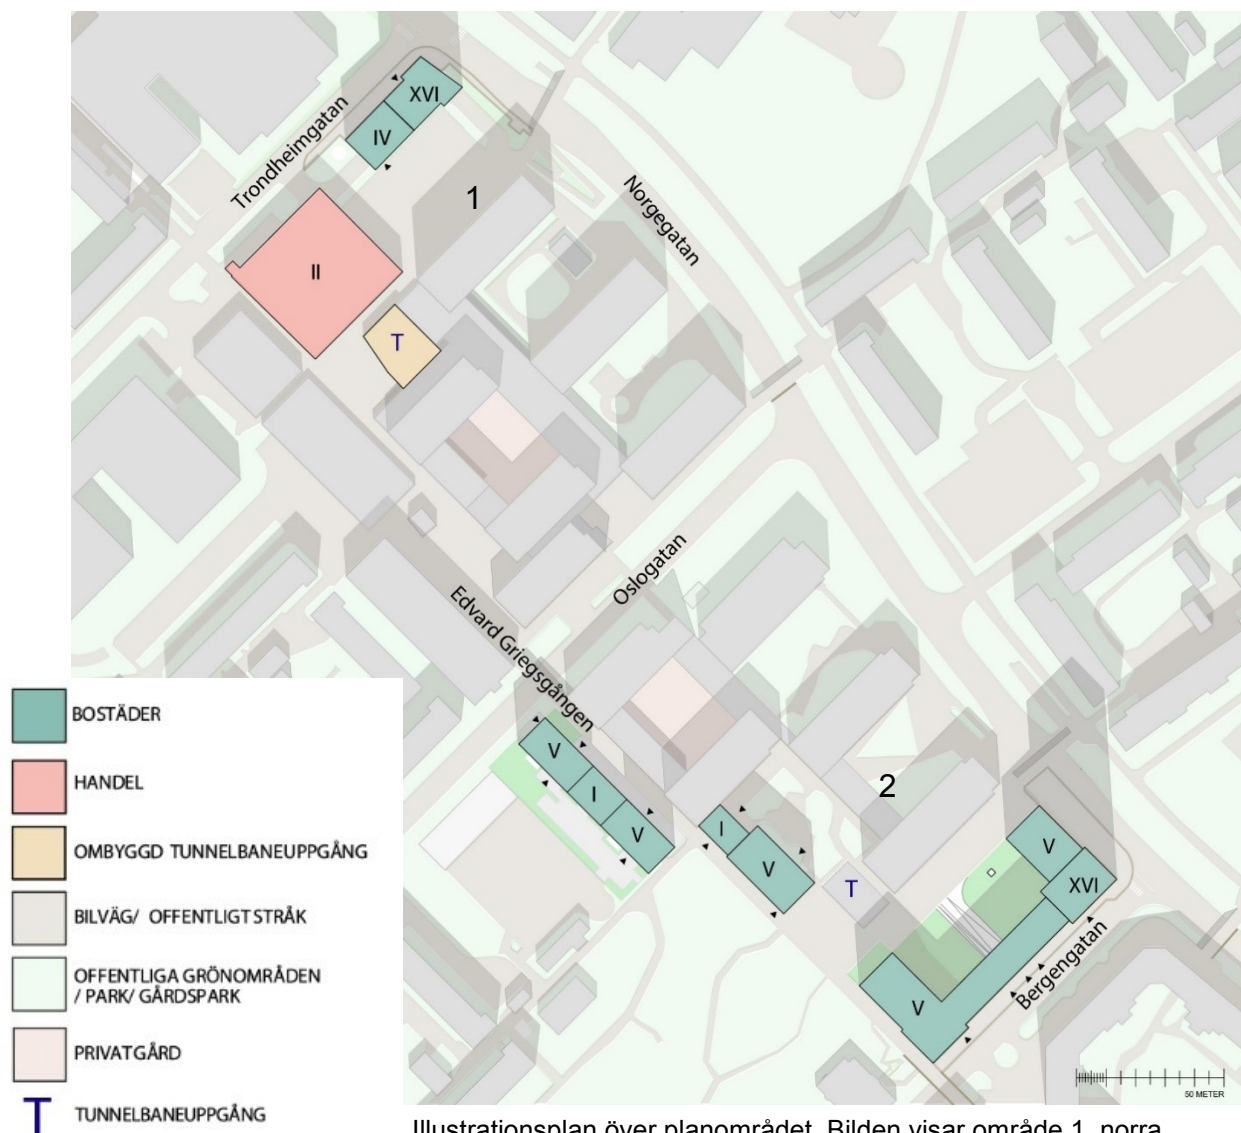 XVI
IV
Trondheimgatan
1
Norgegatan
II
T
Oslogatan
Edvard Griegsgången
V
I
V
2
I
V
T
V
XVI
V
Bergengatan
50 METER
BOSTÄDER
HANDEL
OMBYGGD TUNNELBANEUPPGÅNG
BILVÄG/ OFFENTLIGT STRÅK
OFFENTLIGA GRÖNOMRÅDEN
/ PARK/ GÅRDSPARK
PRIVATGÅRD
T TUNNELBANEUPPGÅNG
Illustrationsplan över planområdet. Bilden visar område 1, norra